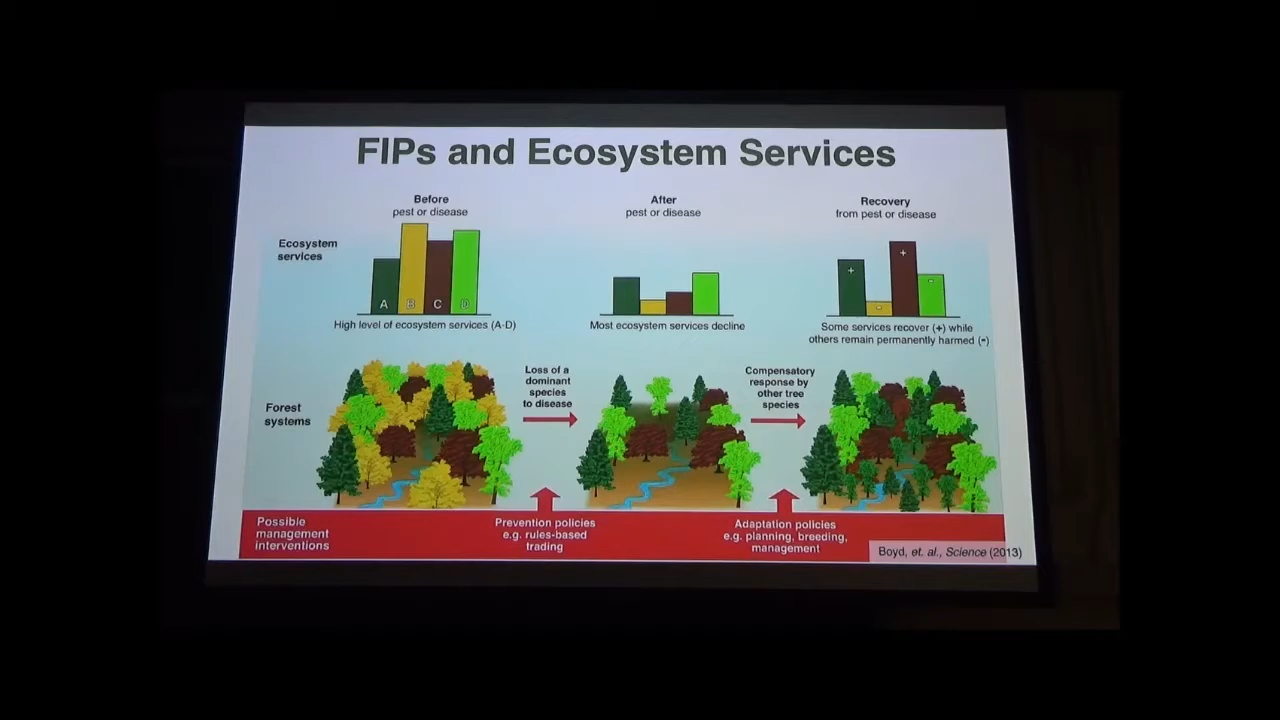 FIPs and Ecosystem Services
Before
pest or disease
After
pest or disease
Recovery
from pest or disease
Ecosystem
services
A B C D
+ - + -
High level of ecosystem services (A-D)
Most ecosystem services decline
Some services recover (+) while
others remain permanently harmed (-)
Forest
systems
Loss of a
dominant
species
to disease
Compensatory
response by
other tree
species
Possible
management
interventions
Prevention policies
e.g. rules-based
trading
Adaptation policies
e.g. planning, breeding,
management
Boyd, et. al., Science (2013)